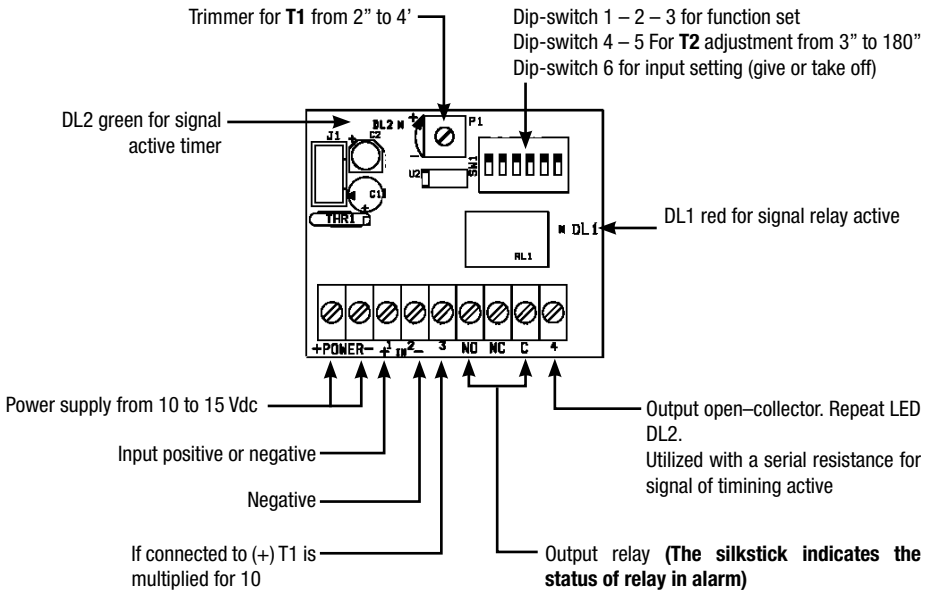 Trimmer for T1 from 2” to 4’
Dip-switch 1 – 2 – 3 for function set
Dip-switch 4 – 5 For T2 adjustment from 3” to 180”
Dip-switch 6 for input setting (give or take off)
DL2 green for signal
active timer
DL2
P1
J1
C2
U2
SW1
C1
THR1
DL1
DL1 red for signal relay active
RL1
+POWER- +1 IN 2- 3 NO NC C 4
Power supply from 10 to 15 Vdc
Input positive or negative
Negative
If connected to (+) T1 is
multiplied for 10
Output open–collector. Repeat LED
DL2.
Utilized with a serial resistance for
signal of timining active
Output relay (The silkstick indicates the
status of relay in alarm)